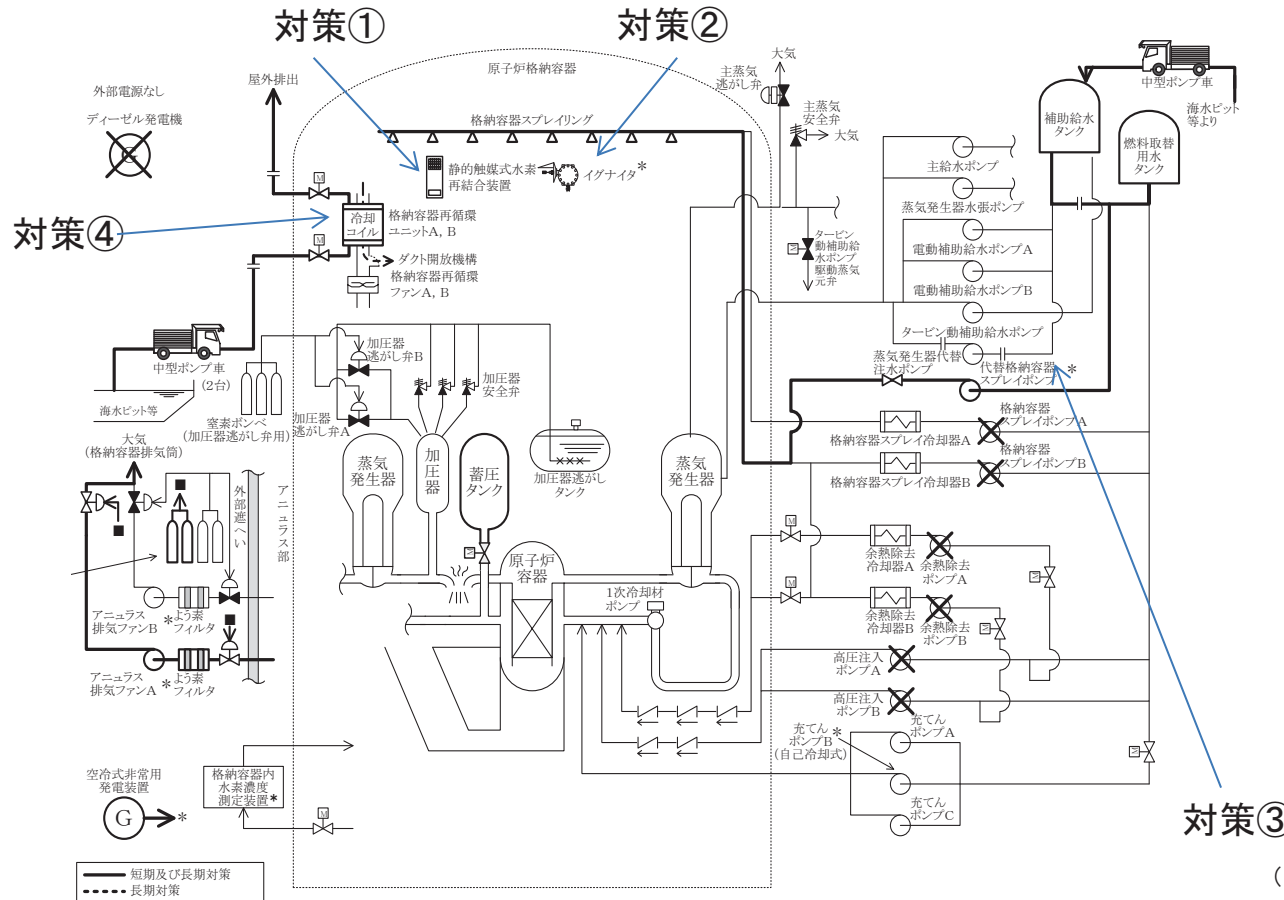 対策①
対策②
原子炉格納容器
大気
主蒸気
逃がし弁
主蒸気
安全弁
大気
中型ポンプ車
海水ピット
等より
補助給水
タンク
燃料取替
用水
タンク
外部電源なし
ディーゼル発電機
G
屋外排出
格納容器スプレイリング
静的触媒式水素
再結合装置
イグナイタ*
主給水ポンプ
蒸気発生器水張ポンプ
電動補助給水ポンプA
電動補助給水ポンプB
タービン動補助給水ポンプ
タービン
動補助給
水ポンプ
駆動蒸気
元弁
M
対策④
冷却
コイル
格納容器再循環
ユニットA, B
M
ダクト開放機構
格納容器再循環
ファンA, B
中型ポンプ車
(2台)
海水ピット等
窒素ボンベ
(加圧器逃がし弁用)
加圧器
逃がし弁B
加圧器
逃がし弁A
加圧器
安全弁
蒸気発生器代替
注水ポンプ
代替格納容器
スプレイポンプ*
格納容器
スプレイポンプA
格納容器スプレイ冷却器A
格納容器
スプレイポンプB
格納容器スプレイ冷却器B
大気
(格納容器排気筒)
外部遮へい
アニュラス部
蒸気
発生器
加圧器
蓄圧
タンク
加圧器逃がし
タンク
蒸気
発生器
M
原子炉
容器
1次冷却材
ポンプ
M
余熱除去
冷却器A
余熱除去
ポンプA
M
M
余熱除去
冷却器B
余熱除去
ポンプB
M
アニュラス
排気ファンB
*よう素
フィルタ
アニュラス
排気ファンA
*よう素
フィルタ
高圧注入
ポンプA
高圧注入
ポンプB
充てん
ポンプB*
(自己冷却式)
充てん
ポンプA
充てん
ポンプC
M
対策③
空冷式非常用
発電装置
G
*
格納容器内
水素濃度
測定装置*
M
短期及び長期対策
長期対策
(